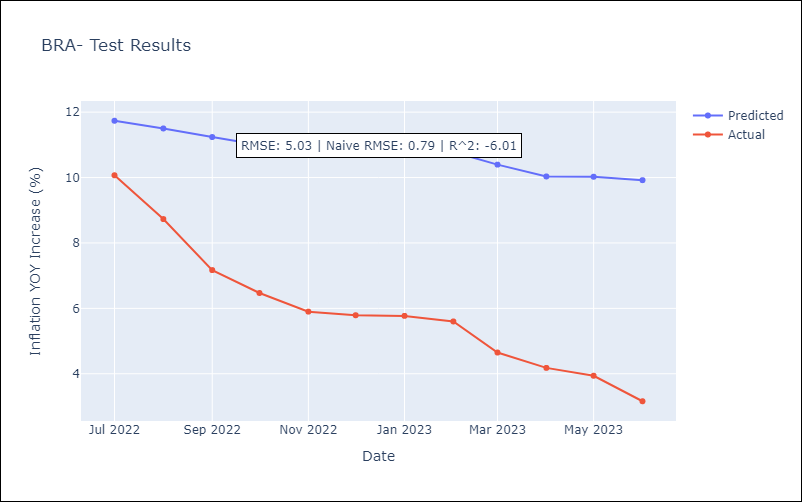 BRA- Test Results
Predicted
Actual
RMSE: 5.03 | Naive RMSE: 0.79 | R^2: -6.01
Inflation YOY Increase (%)
12
10
8
6
4
Jul 2022
Sep 2022
Nov 2022
Jan 2023
Mar 2023
May 2023
Date